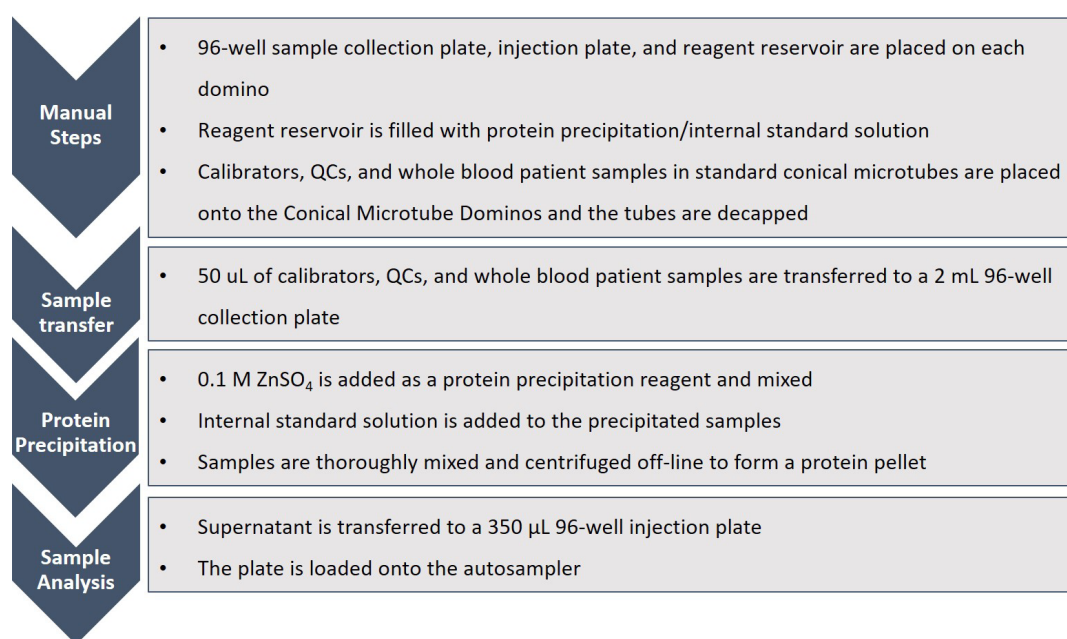 Manual
Steps
• 96-well sample collection plate, injection plate, and reagent reservoir are placed on each
domino
• Reagent reservoir is filled with protein precipitation/internal standard solution
• Calibrators, QCs, and whole blood patient samples in standard conical microtubes are placed
onto the Conical Microtube Dominos and the tubes are decapped
Sample
transfer
• 50 uL of calibrators, QCs, and whole blood patient samples are transferred to a 2 mL 96-well
collection plate
Protein
Precipitation
• 0.1 M ZnSO₄ is added as a protein precipitation reagent and mixed
• Internal standard solution is added to the precipitated samples
• Samples are thoroughly mixed and centrifuged off-line to form a protein pellet
Sample
Analysis
• Supernatant is transferred to a 350 µL 96-well injection plate
• The plate is loaded onto the autosampler